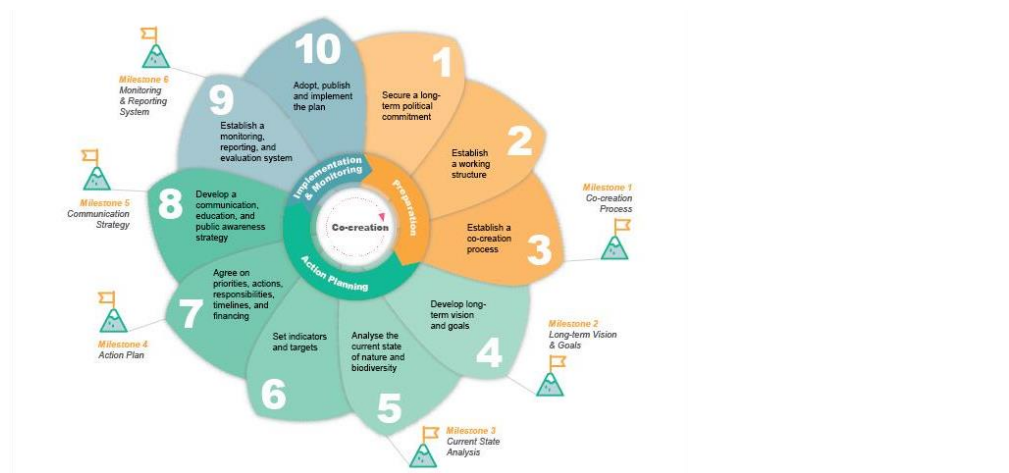 10
Adopt, publish
and implement
the plan
1
Secure a long-
term political
commitment
2
Establish
a working
structure
3
Establish a
co-creation
process
Milestone 1
Co-creation
Process
4
Develop long-
term vision
and goals
Milestone 2
Long-term Vision
& Goals
5
Analyse the
current state
of nature and
biodiversity
Milestone 3
Current State
Analysis
6
Set indicators
and targets
7
Agree on
priorities, actions,
responsibilities,
timelines, and
financing
Milestone 4
Action Plan
8
Develop a
communication,
education, and
public awareness
strategy
Milestone 5
Communication
Strategy
9
Establish a
monitoring,
reporting, and
evaluation system
Milestone 6
Monitoring
& Reporting
System
Implementation
& Monitoring
Preparation
Action Planning
Co-creation